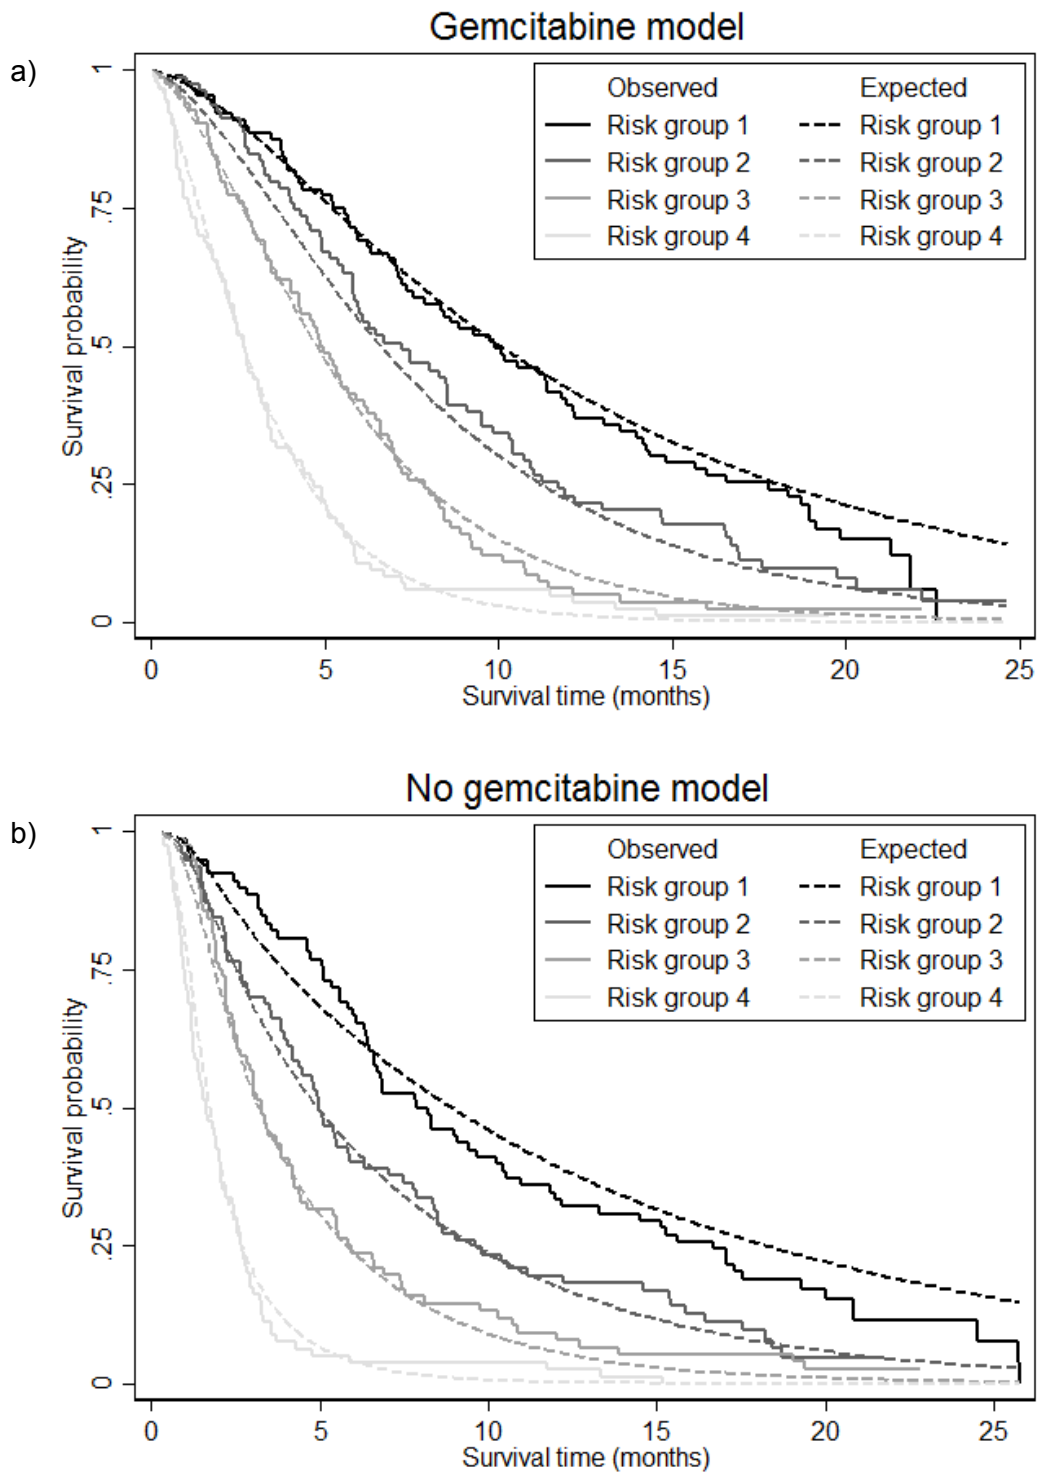 Gemcitabine model
a)
Observed Expected
Risk group 1 Risk group 1
Risk group 2 Risk group 2
Risk group 3 Risk group 3
Risk group 4 Risk group 4
Survival probability
1
.75
.5
.25
0
0 5 10 15 20 25
Survival time (months)
No gemcitabine model
b)
Observed Expected
Risk group 1 Risk group 1
Risk group 2 Risk group 2
Risk group 3 Risk group 3
Risk group 4 Risk group 4
Survival probability
1
.75
.5
.25
0
0 5 10 15 20 25
Survival time (months)